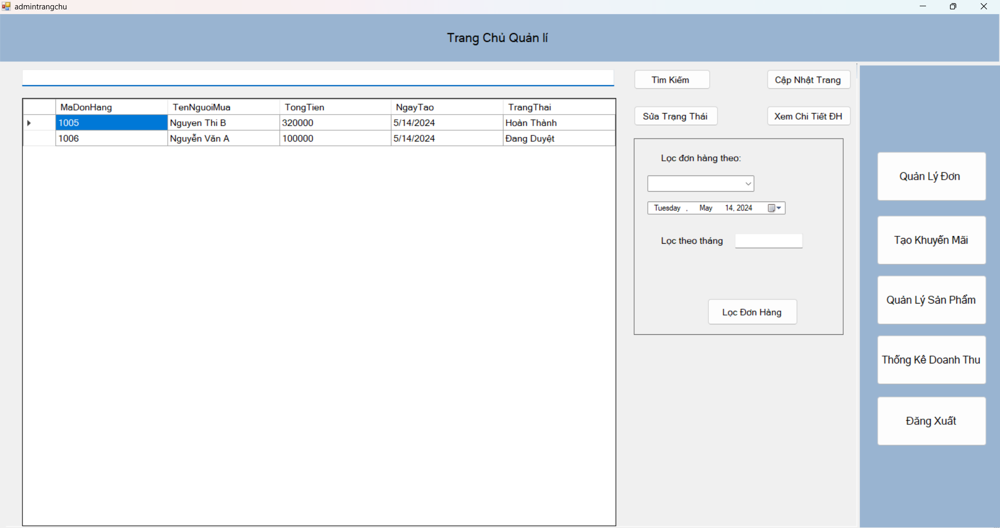 admintrangchu
Trang Chủ Quản lí
Tìm Kiếm
Cập Nhật Trang
MaDonHang TenNguoiMua TongTien NgayTao TrangThai
1005 Nguyen Thi B 320000 5/14/2024 Hoàn Thành
1006 Nguyễn Văn A 100000 5/14/2024 Đang Duyệt
Sửa Trạng Thái
Xem Chi Tiết ĐH
Lọc đơn hàng theo:
Tuesday , May 14, 2024
Lọc theo tháng
Lọc Đơn Hàng
Quản Lý Đơn
Tạo Khuyến Mãi
Quản Lý Sản Phẩm
Thống Kê Doanh Thu
Đăng Xuất